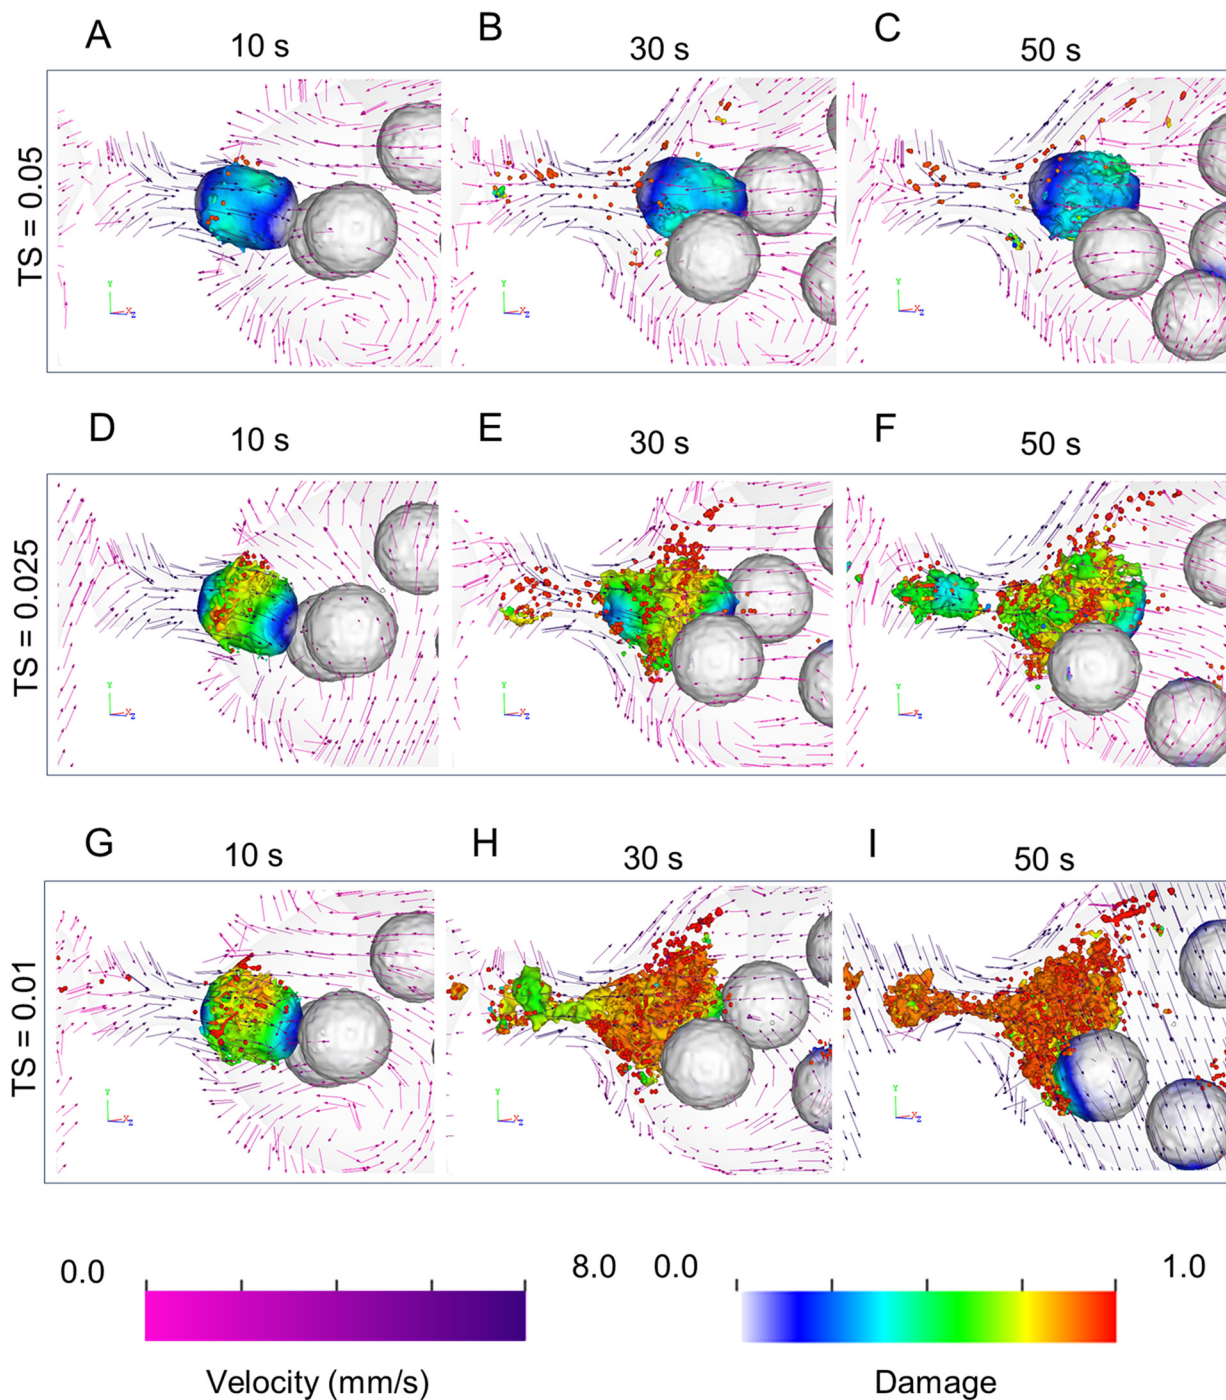 A B C
10 s 30 s 50 s
TS = 0.05
Y X Z
Y X Z
Y X Z
D E F
10 s 30 s 50 s
TS = 0.025
Y X Z
Y X Z
Y X Z
G H I
10 s 30 s 50 s
TS = 0.01
Y X Z
Y X Z
Y X Z
0.0 8.0 0.0 1.0
Velocity (mm/s) Damage